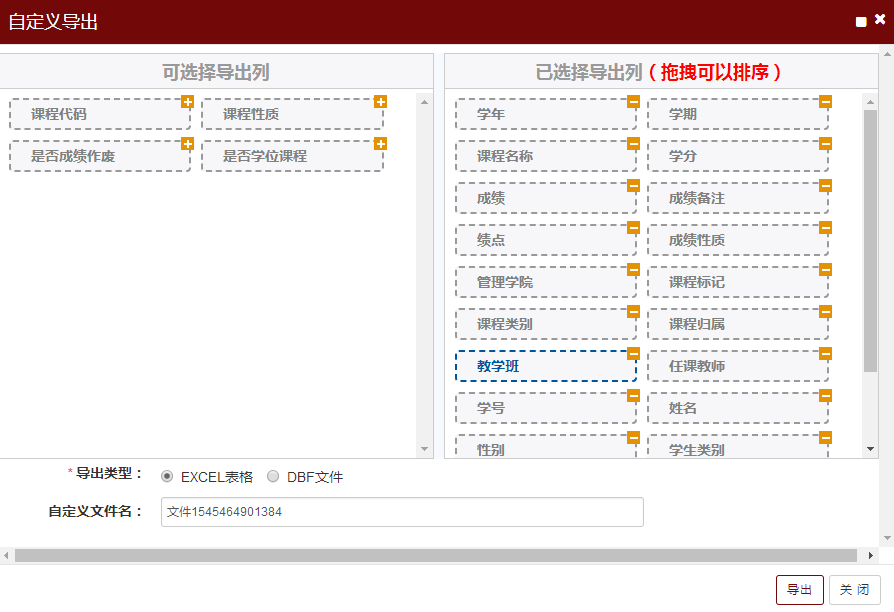 自定义导出
可选择导出列
课程代码 课程性质
是否成绩作废 是否学位课程
已选择导出列（拖拽可以排序）
学年 学期
课程名称 学分
成绩 成绩备注
绩点 成绩性质
管理学院 课程标记
课程类别 课程归属
教学班 任课教师
学号 姓名
性别 学生类别
*导出类型： EXCEL表格 DBF文件
自定义文件名： 文件1545464901384
导出 关闭